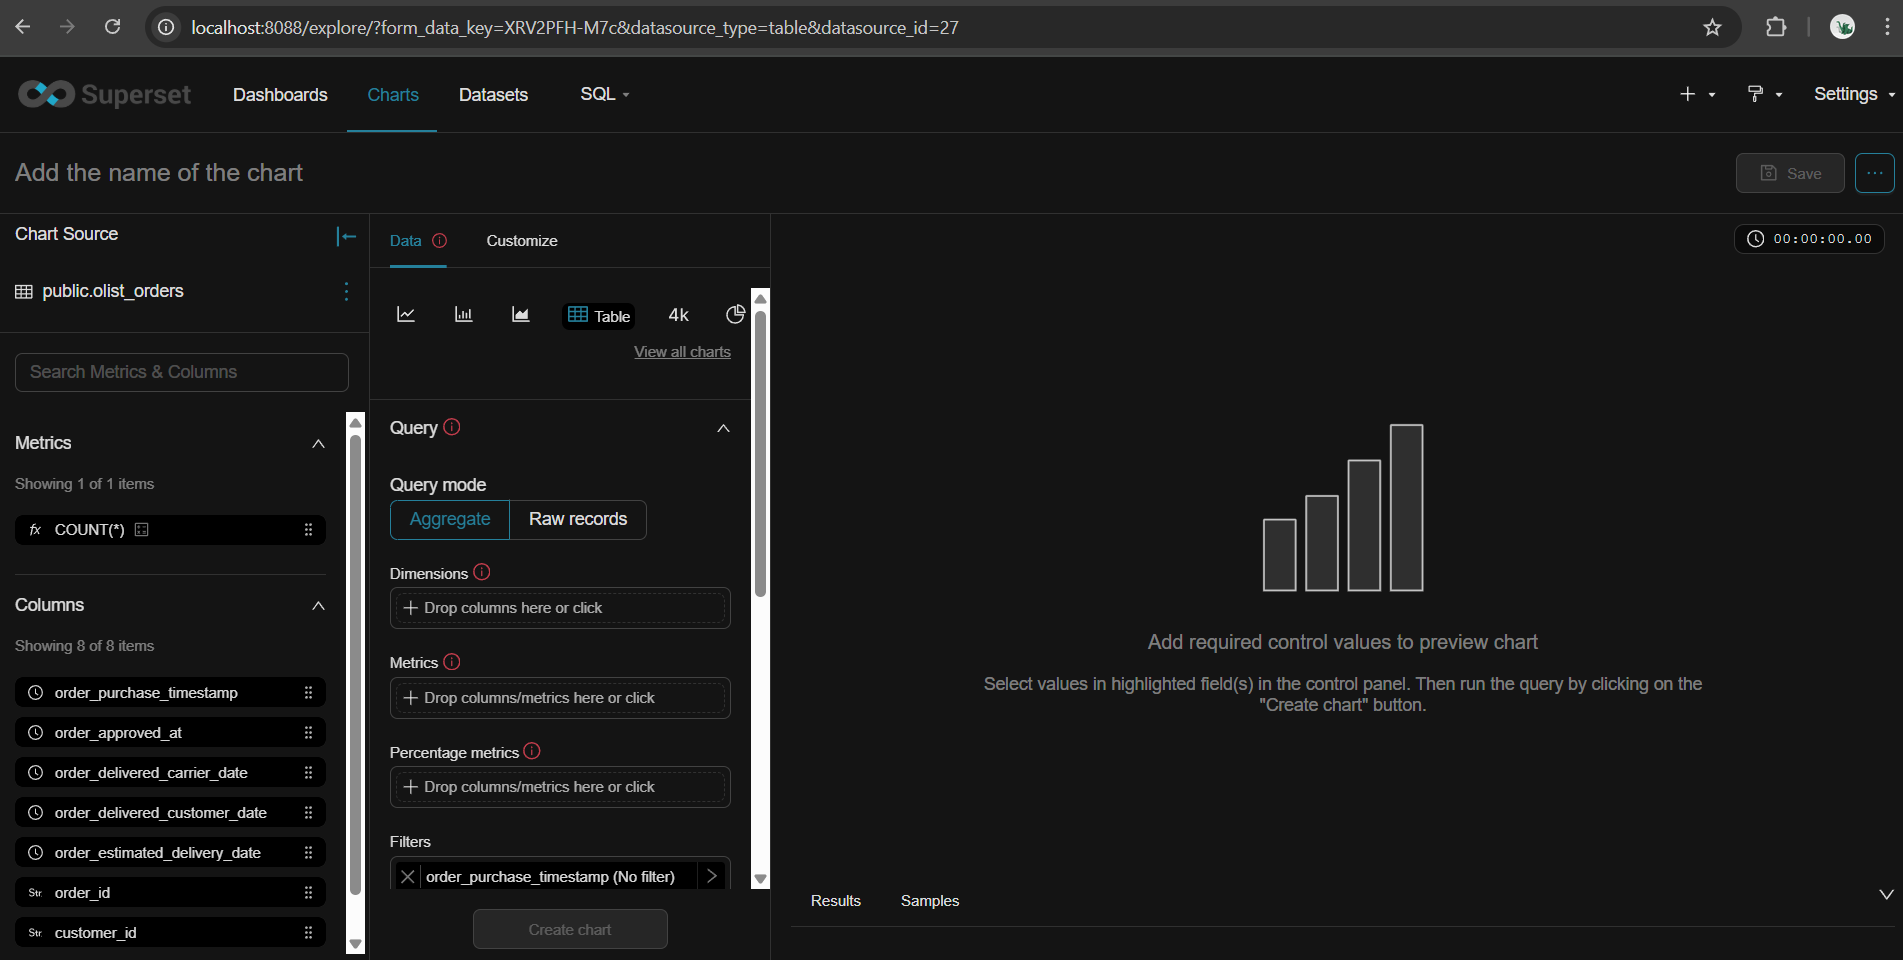 localhost:8088/explore/?form_data_key=XRV2PFH-M7c&datasource_type=table&datasource_id=27
Superset
Dashboards
Charts
Datasets
SQL
Settings
Add the name of the chart
Save
Chart Source
public.olist_orders
Search Metrics & Columns
Metrics
Showing 1 of 1 items
fx COUNT(*)
Columns
Showing 8 of 8 items
order_purchase_timestamp
order_approved_at
order_delivered_carrier_date
order_delivered_customer_date
order_estimated_delivery_date
Str order_id
Str customer_id
Data
Customize
Table
4k
View all charts
Query
Query mode
Aggregate
Raw records
Dimensions
Drop columns here or click
Metrics
Drop columns/metrics here or click
Percentage metrics
Drop columns/metrics here or click
Filters
order_purchase_timestamp (No filter)
Create chart
00:00:00.00
Add required control values to preview chart
Select values in highlighted field(s) in the control panel. Then run the query by clicking on the
"Create chart" button.
Results
Samples